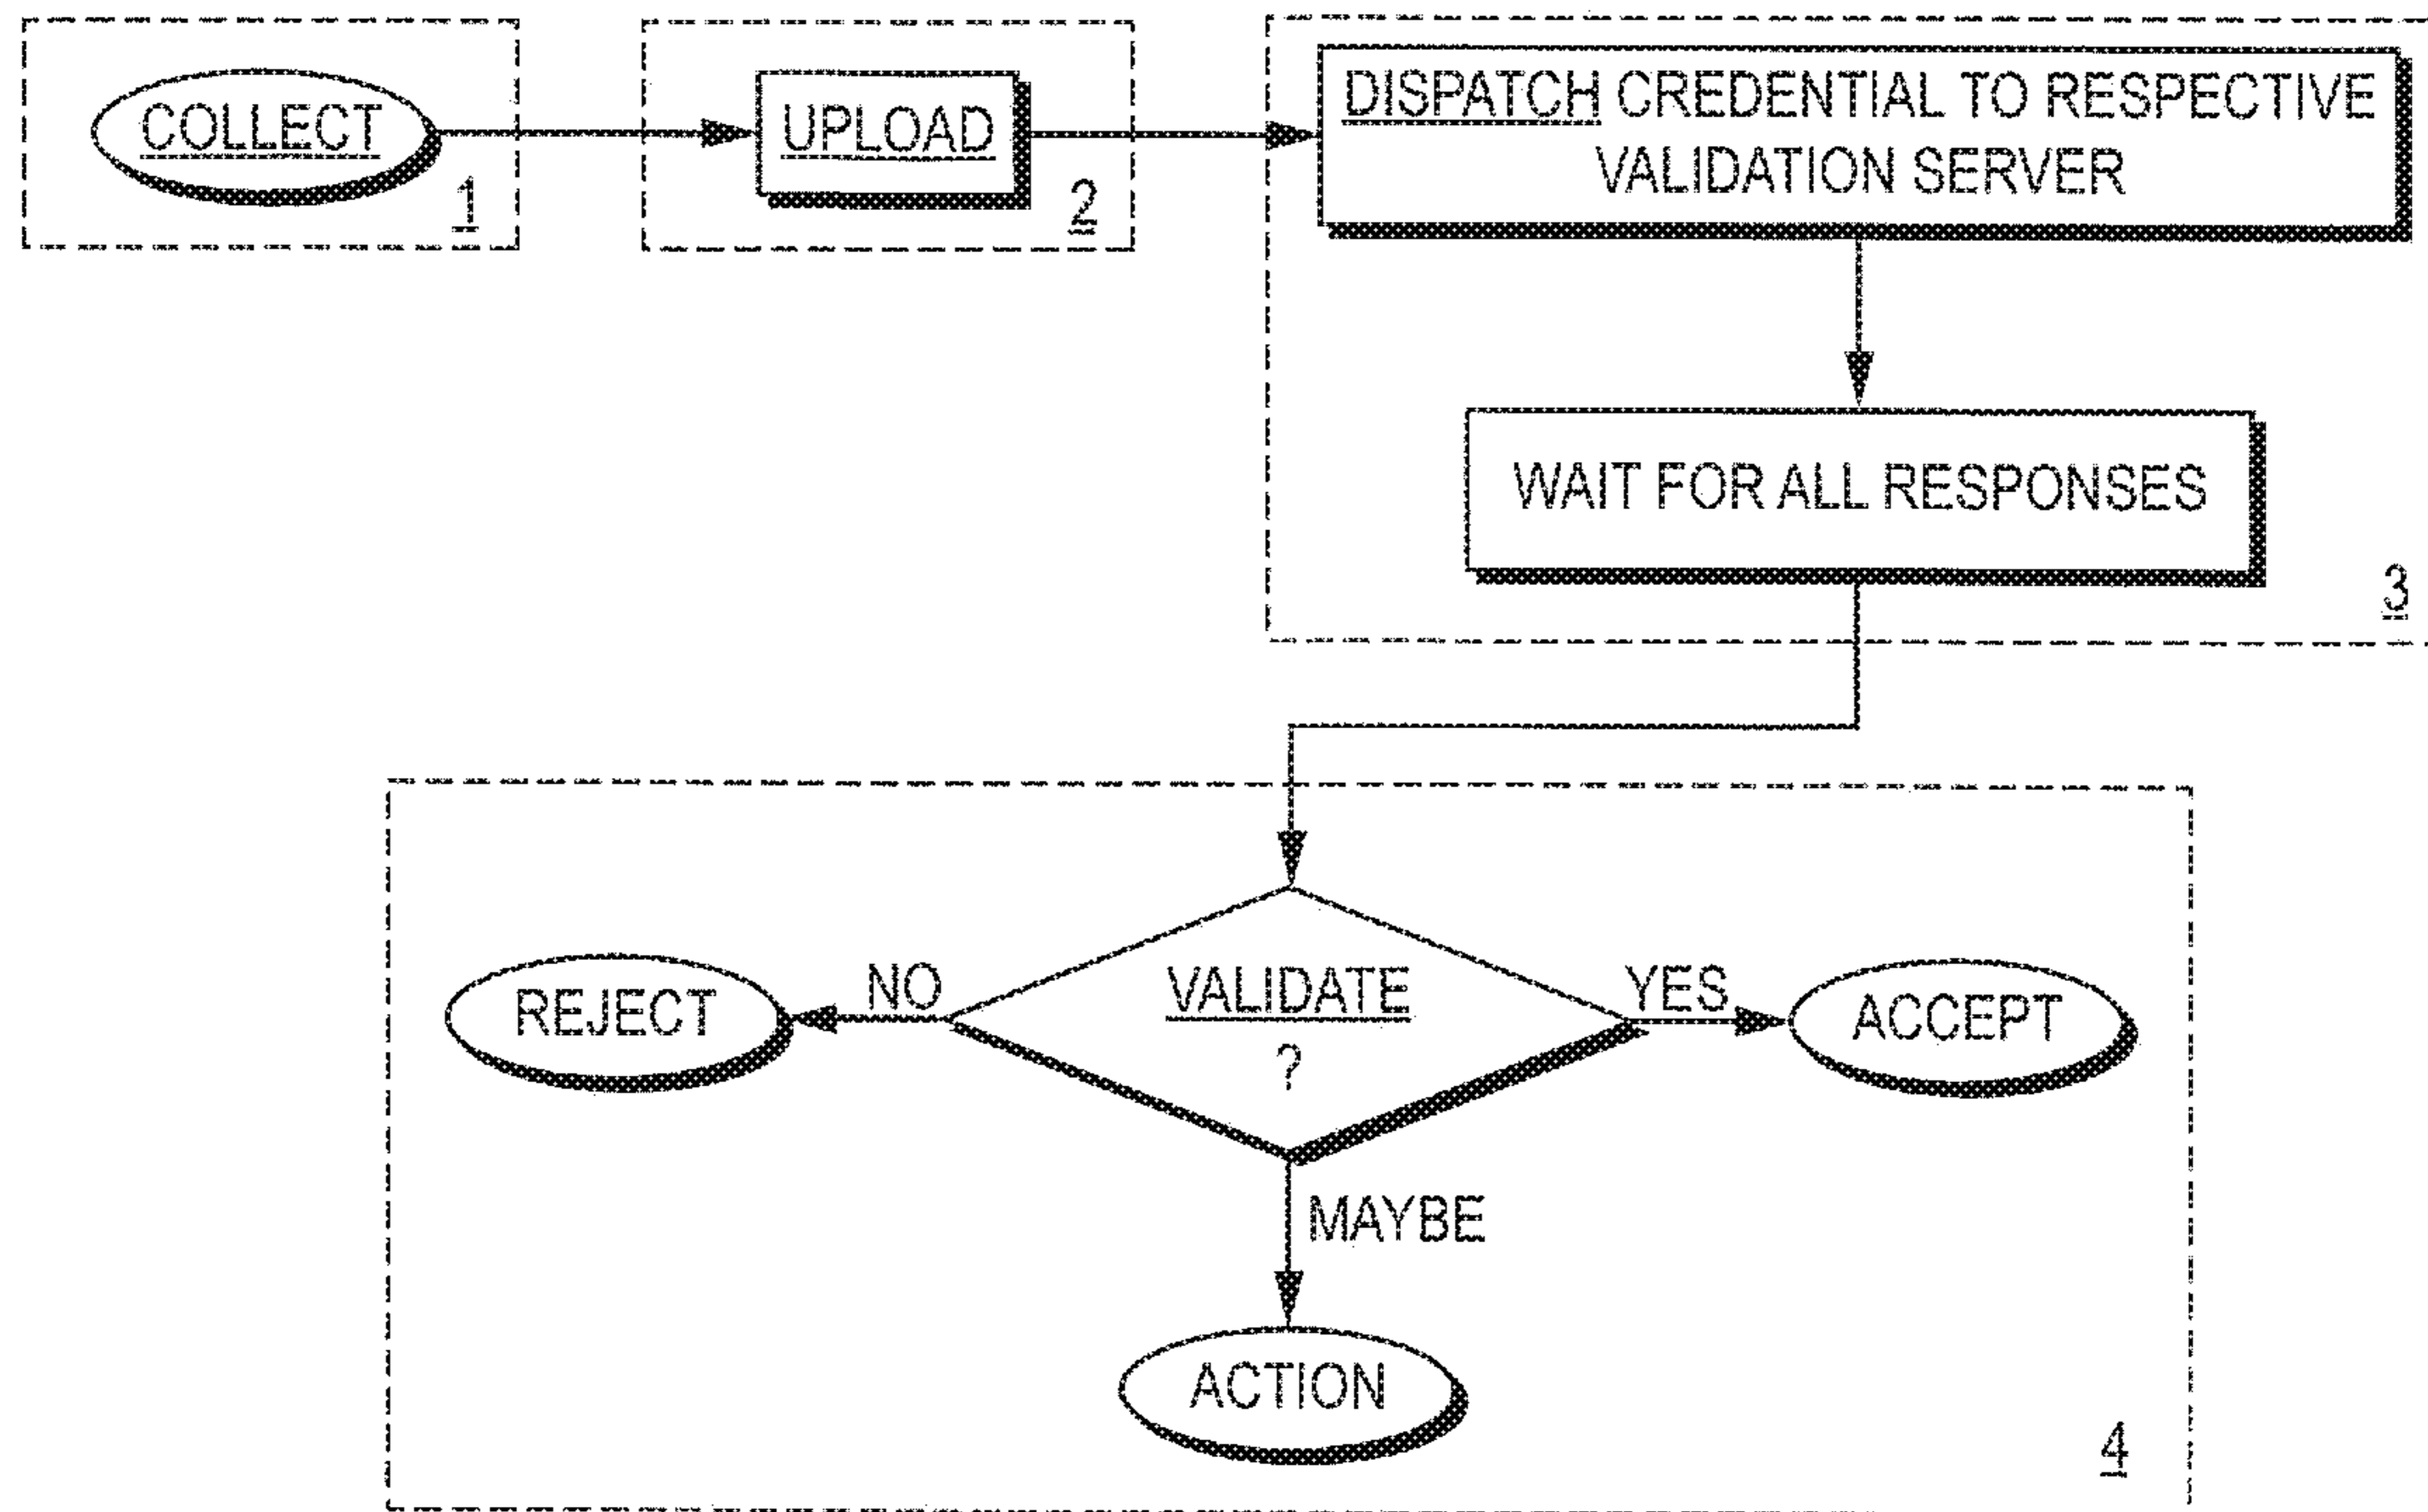 COLLECT
1
UPLOAD
2
DISPATCH CREDENTIAL TO RESPECTIVE
VALIDATION SERVER
WAIT FOR ALL RESPONSES
3
REJECT
NO
VALIDATE
?
YES
ACCEPT
MAYBE
ACTION
4